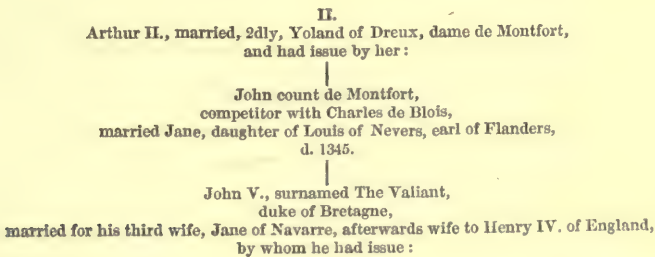 II.
Arthur II., married, 2dly, Yoland of Dreux, dame de Montfort,
and had issue by her:
John count de Montfort,
competitor with Charles de Blois,
married Jane, daughter of Louis of Nevers, earl of Flanders,
d. 1345.
John V., surnamed The Valiant,
duke of Bretagne,
married for his third wife, Jane of Navarre, afterwards wife to Henry IV. of England,
by whom he had issue: